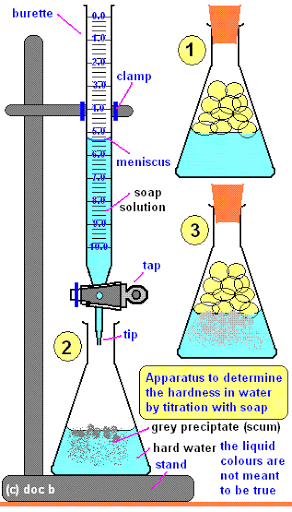 burette
0.0
1.0
2.0
3.0
4.0
5.0
6.0
7.0
8.0
9.0
10.0
clamp
meniscus
soap
solution
tap
tip
1
2
3
Apparatus to determine
the hardness in water
by titration with soap
grey preciptate (scum)
hard water
stand
the liquid
colours are
not meant
to be true
(c) doc b